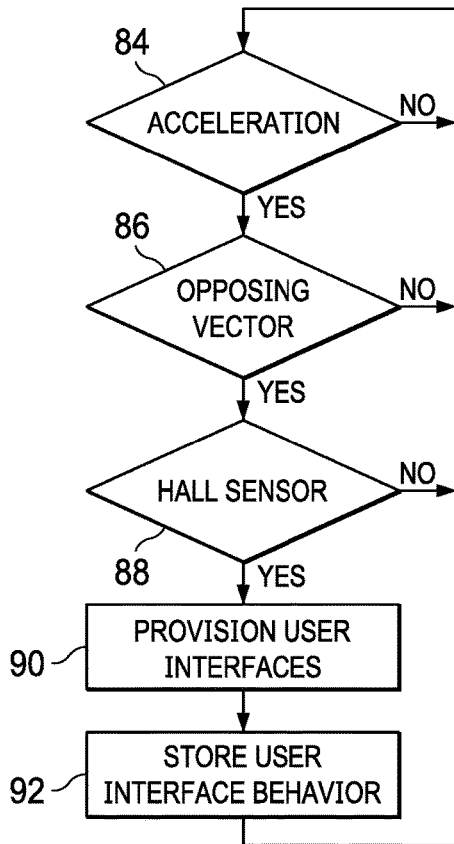 84
ACCELERATION
NO
YES
86
OPPOSING
VECTOR
NO
YES
HALL SENSOR
NO
88
YES
PROVISION USER
INTERFACES
90
STORE USER
INTERFACE BEHAVIOR
92